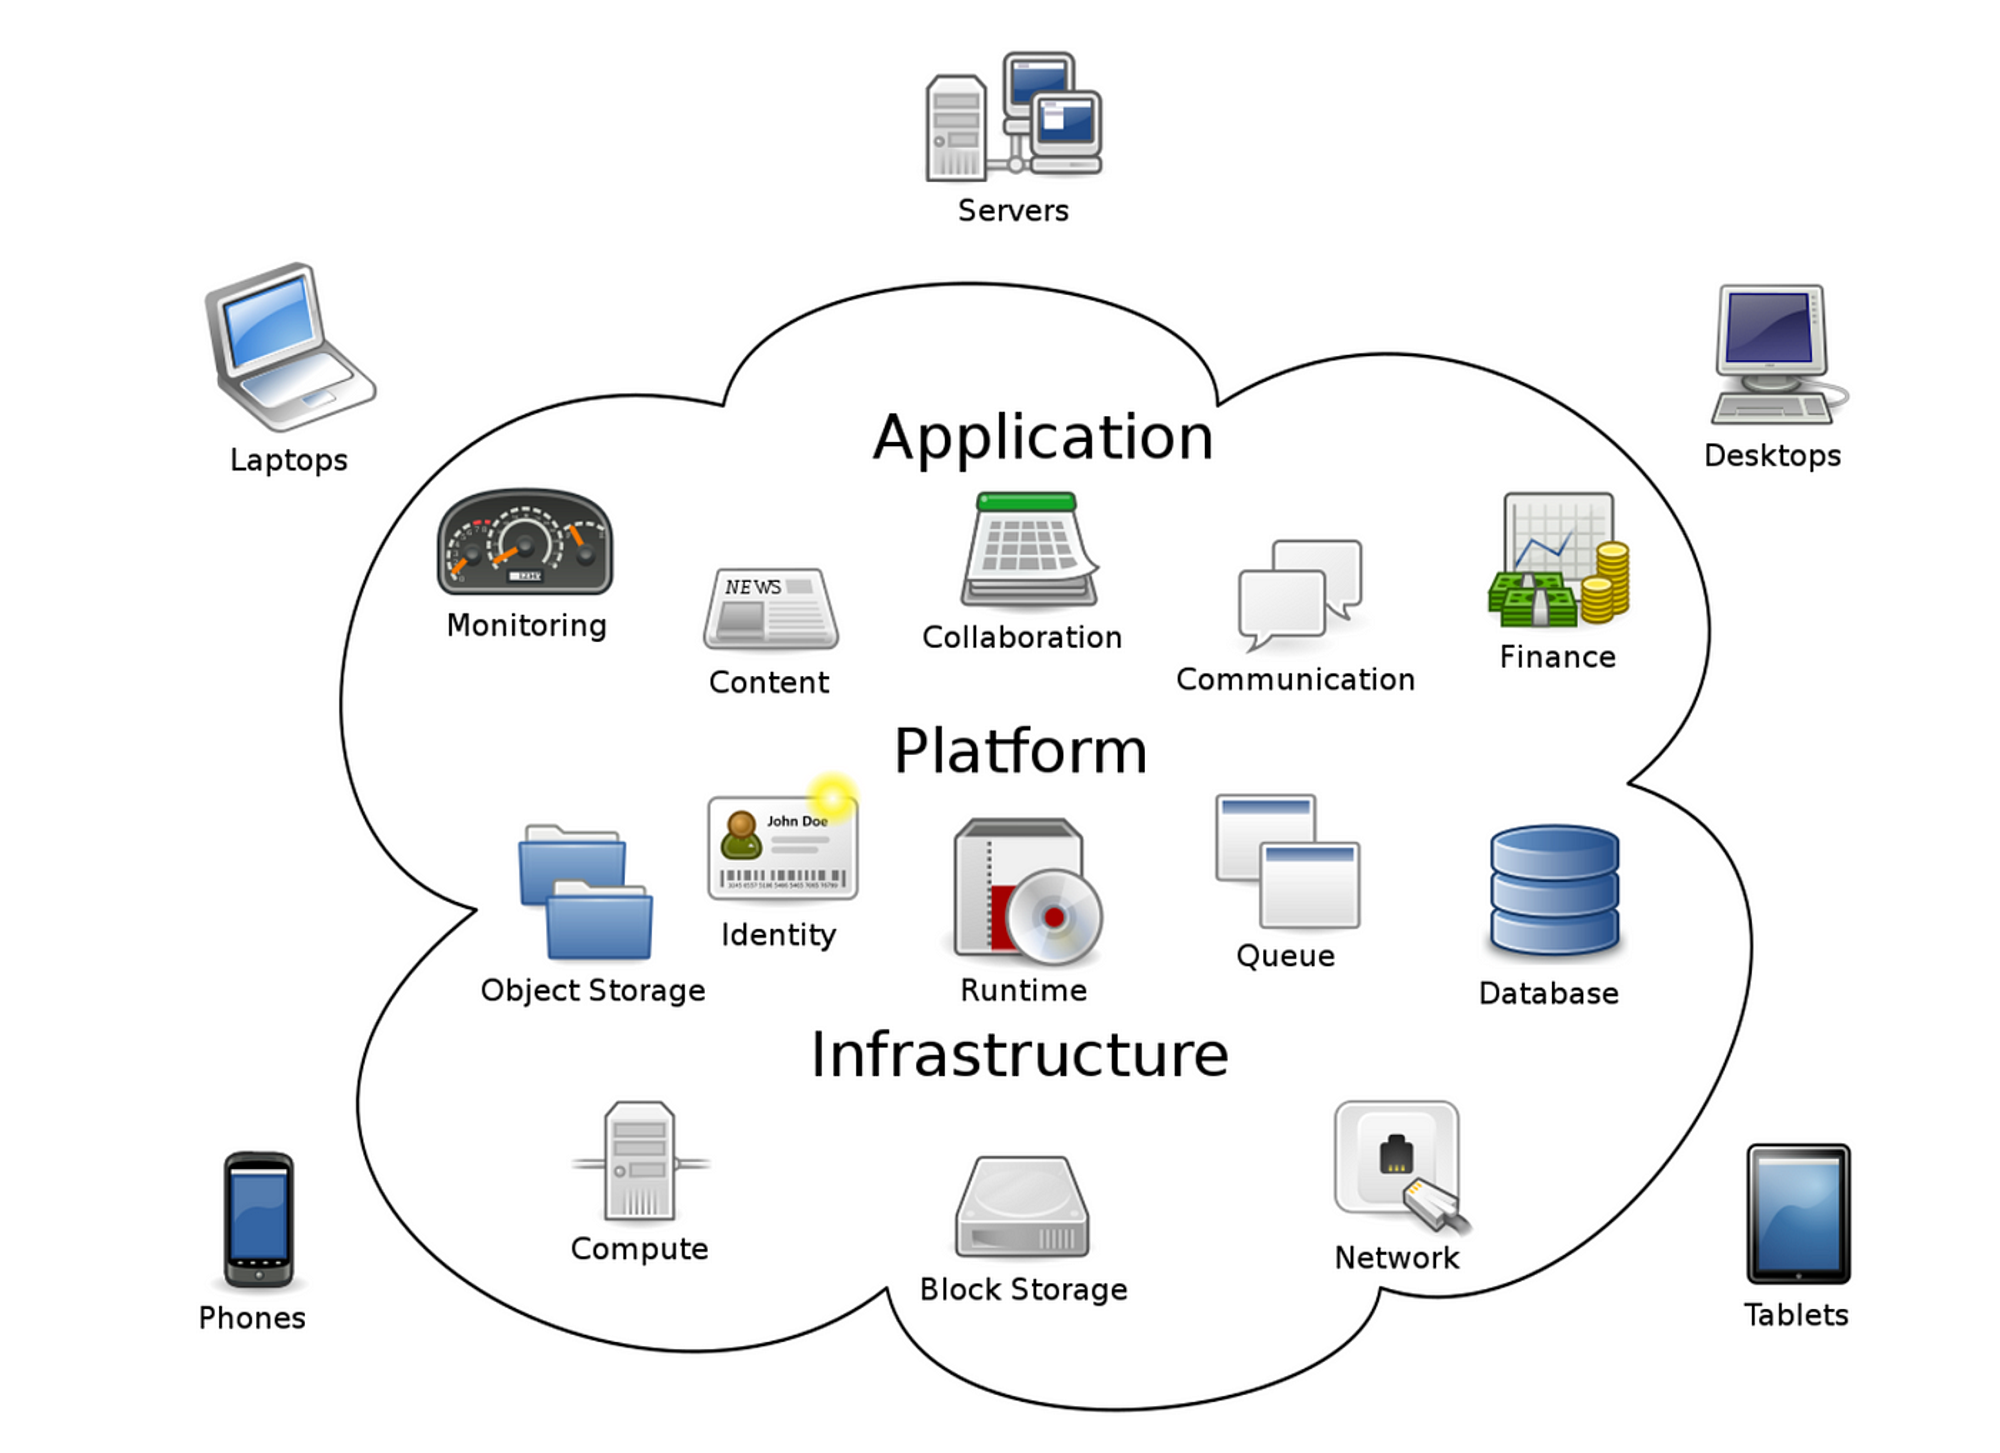 Servers
Laptops
Desktops
Application
Monitoring
NEWS
Content
Collaboration
Communication
Finance
Platform
John Doe
Object Storage
Identity
Runtime
Queue
Database
Infrastructure
Compute
Block Storage
Network
Phones
Tablets